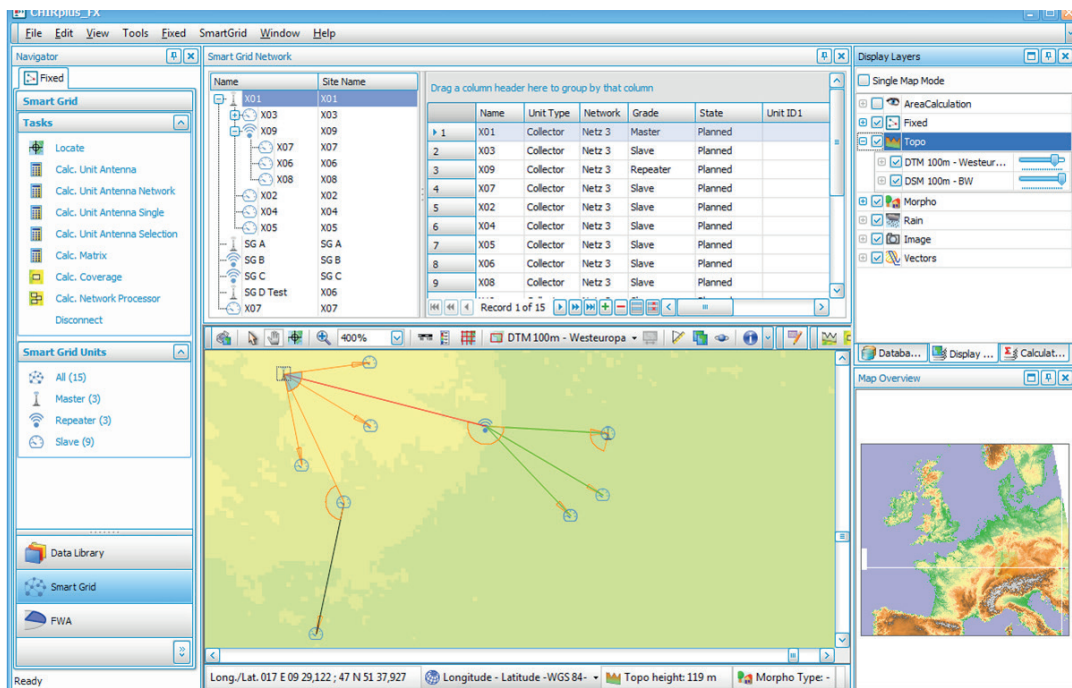 CHIRplus_FX
File Edit View Tools Fixed SmartGrid Window Help
Navigator
Fixed
Smart Grid
Tasks
Locate
Calc. Unit Antenna
Calc. Unit Antenna Network
Calc. Unit Antenna Single
Calc. Unit Antenna Selection
Calc. Matrix
Calc. Coverage
Calc. Network Processor
Disconnect
Smart Grid Units
All (15)
Master (3)
Repeater (3)
Slave (9)
Data Library
Smart Grid
FWA
Ready
Smart Grid Network
Name Site Name
X01 X01
X03 X03
X09 X09
X07 X07
X06 X06
X08 X08
X02 X02
X04 X04
X05 X05
SG A SG A
SG B SG B
SG C SG C
SG D Test X06
X07 X07
Drag a column header here to group by that column
Name Unit Type Network Grade State Unit ID1
1 X01 Collector Netz 3 Master Planned
2 X03 Collector Netz 3 Slave Planned
3 X09 Collector Netz 3 Repeater Planned
4 X07 Collector Netz 3 Slave Planned
5 X02 Collector Netz 3 Slave Planned
6 X04 Collector Netz 3 Slave Planned
7 X05 Collector Netz 3 Slave Planned
8 X06 Collector Netz 3 Slave Planned
9 X08 Collector Netz 3 Slave Planned
Record 1 of 15
400% DTM 100m - Westeuropa
Long./Lat. 017 E 09 29,122 ; 47 N 51 37,927 Longitude - Latitude -WGS 84- Topo height: 119 m Morpho Type: -
Display Layers
Single Map Mode
AreaCalculation
Fixed
Topo
DTM 100m - Westeur...
DSM 100m - BW
Morpho
Rain
Image
Vectors
Databa... Display ... Calculat...
Map Overview